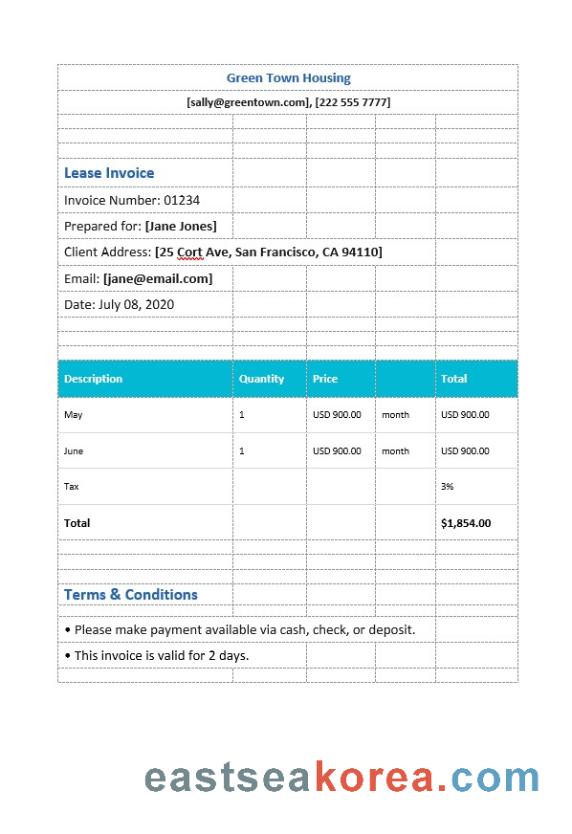 Green Town Housing
[sally@greentown.com], [222 555 7777]
Lease Invoice
Invoice Number: 01234
Prepared for: [Jane Jones]
Client Address: [25 Cort Ave, San Francisco, CA 94110]
Email: [jane@email.com]
Date: July 08, 2020
Description Quantity Price Total
May 1 USD 900.00 month USD 900.00
June 1 USD 900.00 month USD 900.00
Tax 3%
Total $1,854.00
Terms & Conditions
• Please make payment available via cash, check, or deposit.
• This invoice is valid for 2 days.
eastseakorea.com